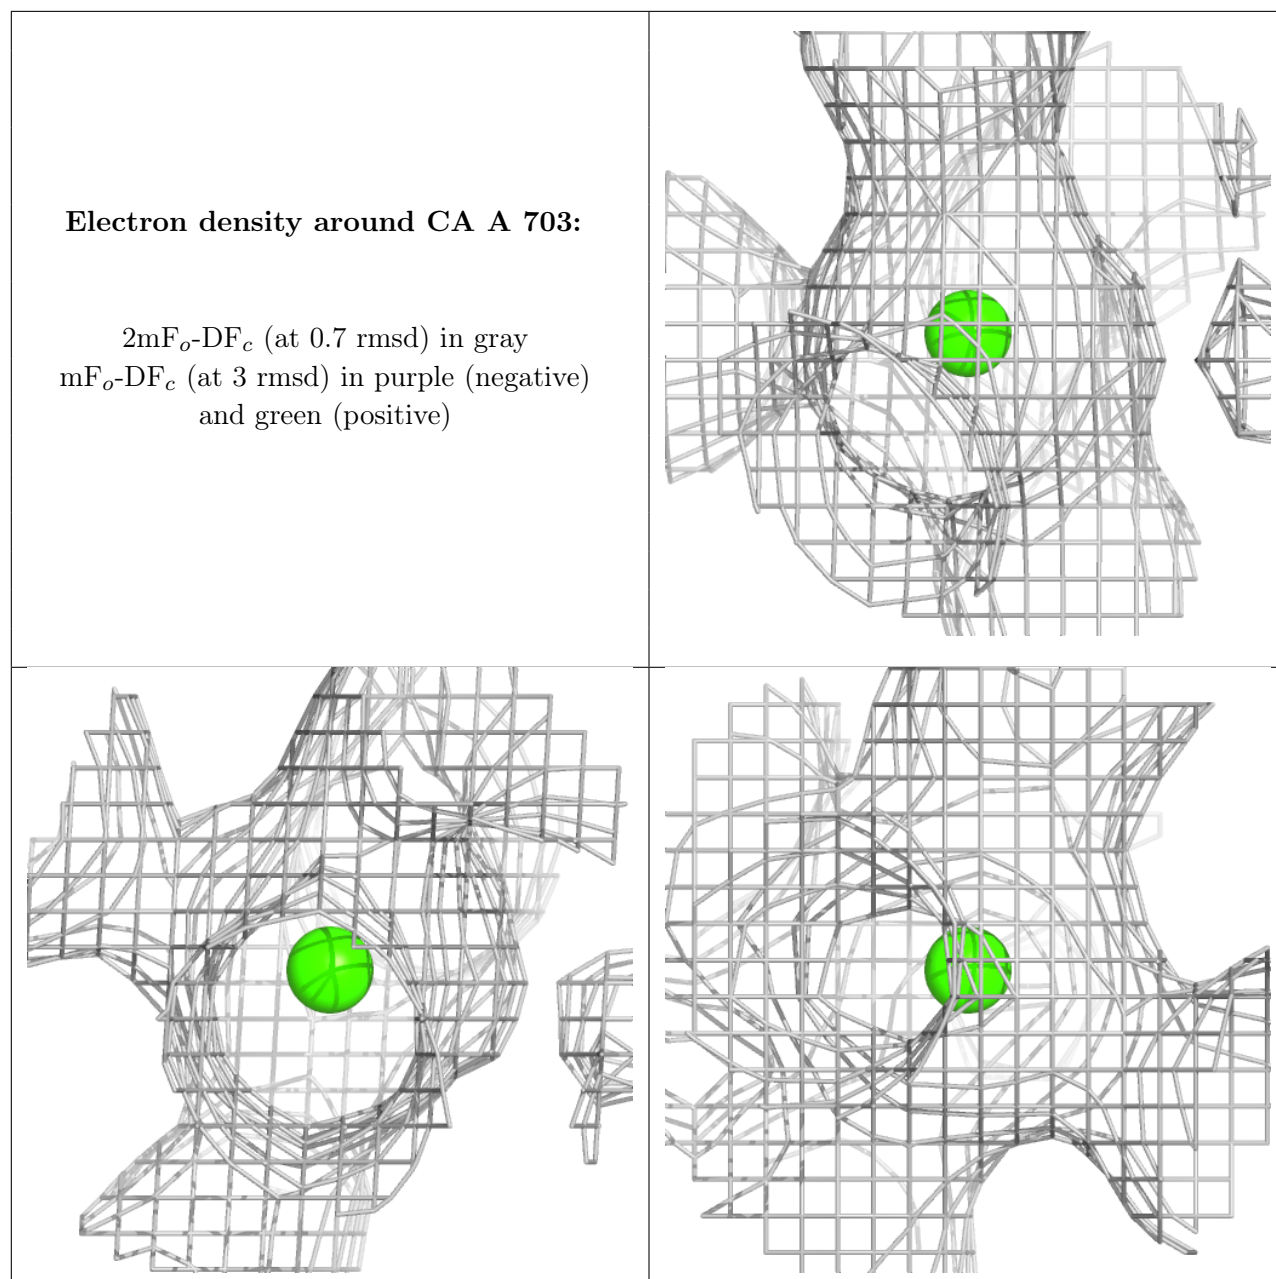 Electron density around CA A 703:
2mFo-DFc (at 0.7 rmsd) in gray
mFo-DFc (at 3 rmsd) in purple (negative)
and green (positive)